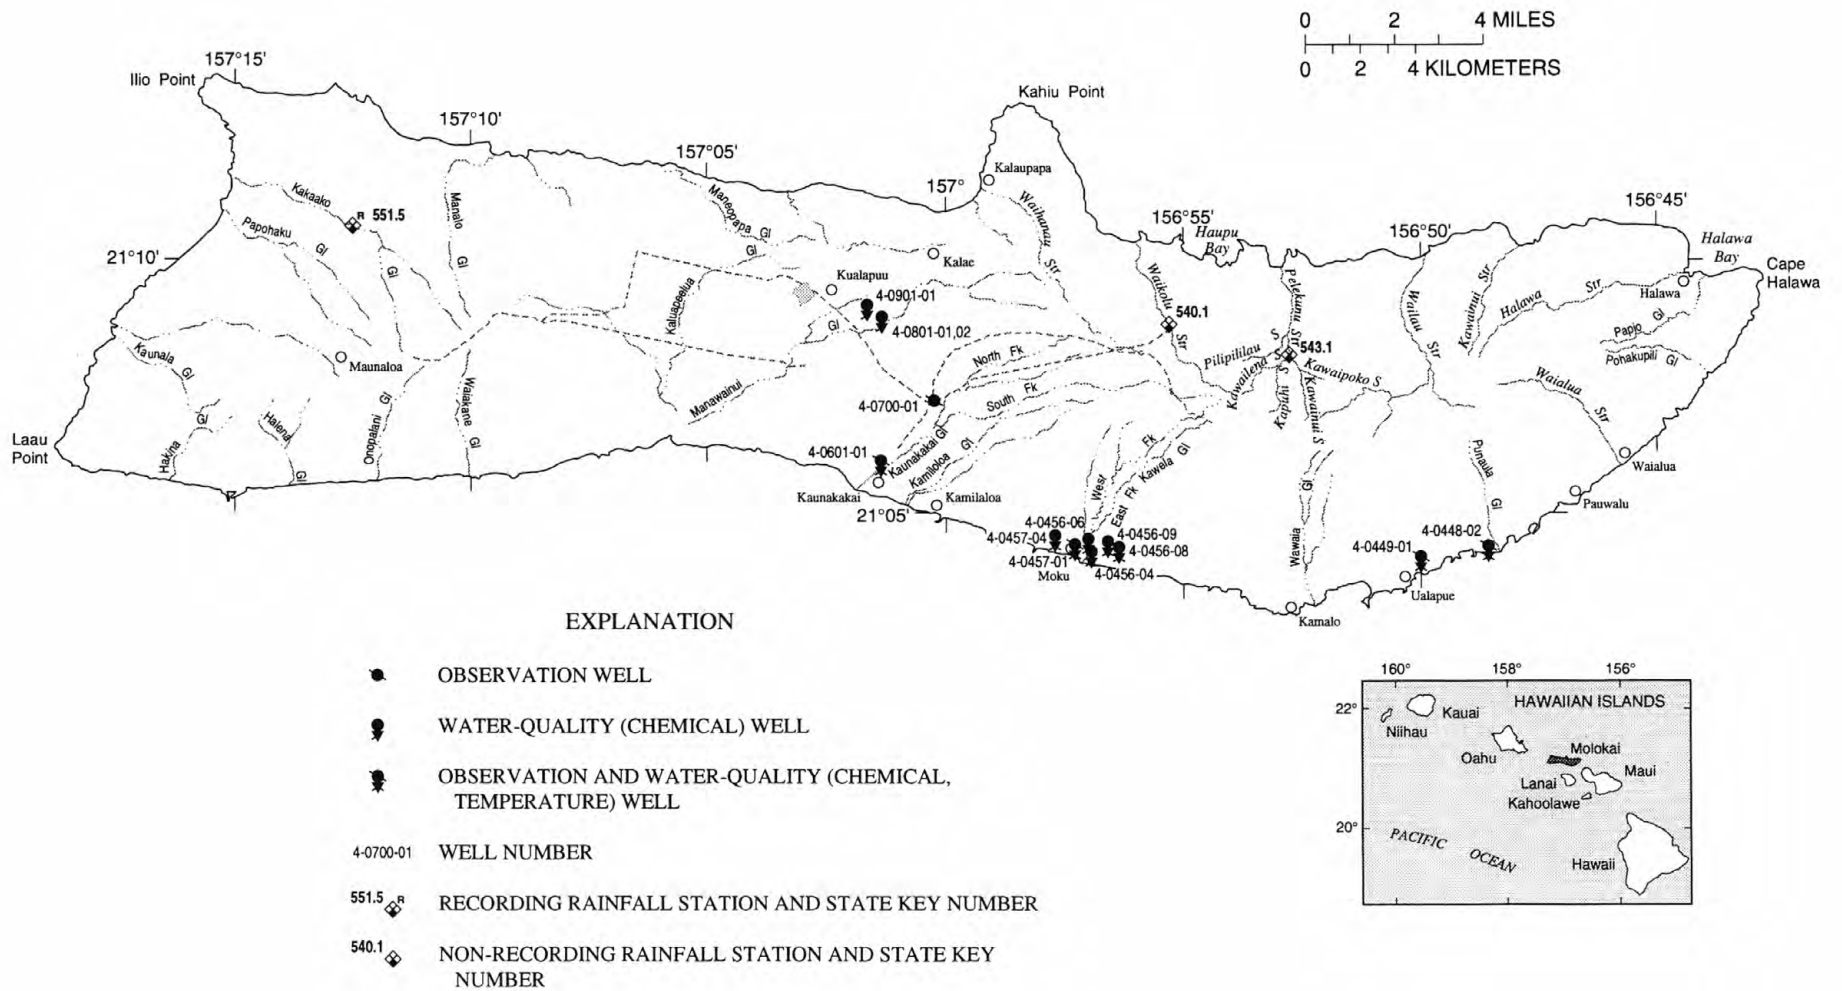 0 2 4 MILES
0 2 4 KILOMETERS
157°15'
Ilio Point
157°10'
157°05'
157°
Kahiu Point
Kalaupapa
156°55'
Haupu
Bay
156°50'
156°45'
Halawa
Bay
Cape
Halawa
Halawa
21°10'
Kakaako
Gl
R
551.5
Papohaku
Gl
Manalo
Gl
Maneopapa Gl
Gl
Waihanau
Str
Kalae
Kualapuu
4-0901-01
4-0801-01,02
Gl
Kaluapeelua
Manawainui
Waikolu
Str
540.1
Pelekunu Str
543.1
Pilipililau S
Kawailena S
Kapuhi S
Kawainui S
Kawaipoko S
Wailau
Str
Kawainui Str
Halawa Str
Papio Gl
Pohakupili Gl
Waialua
Str
Kaunala
Gl
Maunaloa
Hakina
Gl
Halena
Gl
Onopalani
Gl
Waiakane
Gl
Laau
Point
North Fk
South Fk
4-0700-01
4-0601-01
Kaunakakai Gl
Kamiloloa Gl
Kaunakakai
Kamilaloa
21°05'
West Fk
East Fk
Kawela Gl
4-0456-06
4-0457-04
4-0456-09
4-0456-08
4-0457-01
4-0456-04
Moku
Wawaia
Gl
Kamalo
Punaula
Gl
4-0448-02
4-0449-01
Ualapue
Pauwalu
Waialua
EXPLANATION
OBSERVATION WELL
WATER-QUALITY (CHEMICAL) WELL
OBSERVATION AND WATER-QUALITY (CHEMICAL,
TEMPERATURE) WELL
4-0700-01 WELL NUMBER
551.5 R RECORDING RAINFALL STATION AND STATE KEY NUMBER
540.1 NON-RECORDING RAINFALL STATION AND STATE KEY
NUMBER
160° 158° 156°
22°
20°
HAWAIIAN ISLANDS
Kauai
Niihau
Oahu
Molokai
Lanai
Maui
Kahoolawe
Hawaii
PACIFIC OCEAN